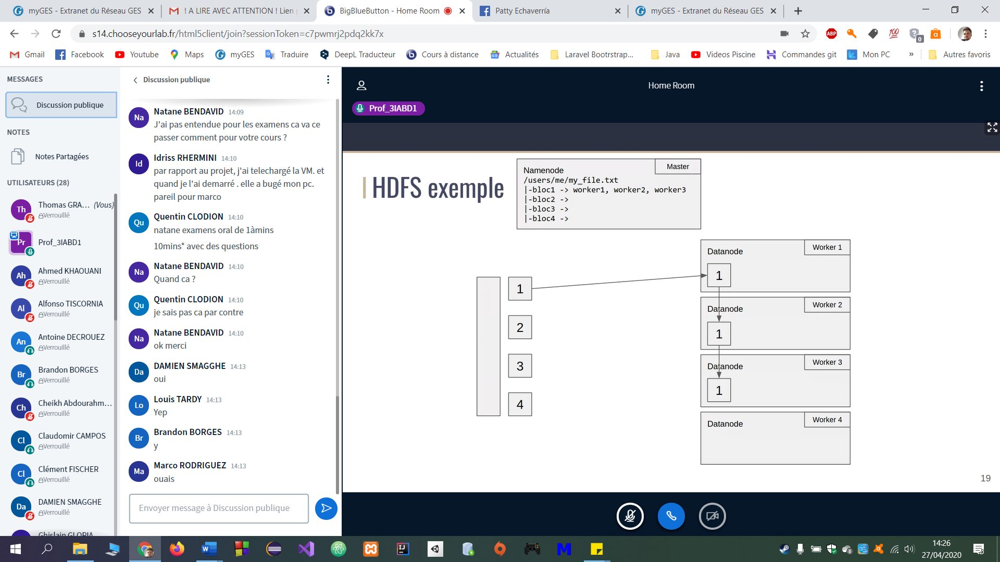 myGES - Extranet du Réseau GES
! A LIRE AVEC ATTENTION ! Lien
BigBlueButton - Home Room
Patty Echaverría
myGES - Extranet du Réseau GES
s14.chooseyourlab.fr/html5client/join?sessionToken=c7pwmrj2pdq2kk7x
ABP
100
0
Gmail
Facebook
Youtube
Maps
myGES
Traduire
DeepL Traducteur
Cours à distance
Actualités
Laravel Bootrstrap...
Java
Videos Piscine
Commandes git
Mon PC
»
Autres favoris
MESSAGES
Discussion publique
NOTES
Notes Partagées
UTILISATEURS (28)
Th
Thomas GRA... (Vous)
Verrouillé
Pr
Prof_3IABD1
Ah
Ahmed KHAOUANI
Verrouillé
Al
Alfonso TISCORNIA
Verrouillé
An
Antoine DECROUEZ
Verrouillé
Br
Brandon BORGES
Verrouillé
Ch
Cheikh Abdourahm...
Verrouillé
Cl
Claudomir CAMPOS
Verrouillé
Cl
Clément FISCHER
Verrouillé
Da
DAMIEN SMAGGHE
Verrouillé
Ghislain GLORIA
Discussion publique
Na
Natane BENDAVID 14:09
J'ai pas entendue pour les examens ca va ce
passer comment pour votre cours ?
Id
Idriss RHERMINI 14:10
par rapport au projet, j'ai telechargé la VM. et
quand je l'ai demarré . elle a bugé mon pc.
pareil pour marco
Qu
Quentin CLODION 14:10
natane examens oral de 1àmins
10mins* avec des questions
Na
Natane BENDAVID 14:10
Quand ca ?
Qu
Quentin CLODION 14:10
je sais pas ca par contre
Na
Natane BENDAVID 14:10
ok merci
Da
DAMIEN SMAGGHE 14:13
oui
Lo
Louis TARDY 14:13
Yep
Br
Brandon BORGES 14:13
y
Ma
Marco RODRIGUEZ 14:13
ouais
Envoyer message à Discussion publique
Home Room
Prof_3IABD1
HDFS exemple
Master
Namenode
/users/me/my_file.txt
|-bloc1 -> worker1, worker2, worker3
|-bloc2 ->
|-bloc3 ->
|-bloc4 ->
1
2
3
4
Worker 1
Datanode
1
Worker 2
Datanode
1
Worker 3
Datanode
1
Worker 4
Datanode
19
14:26
27/04/2020